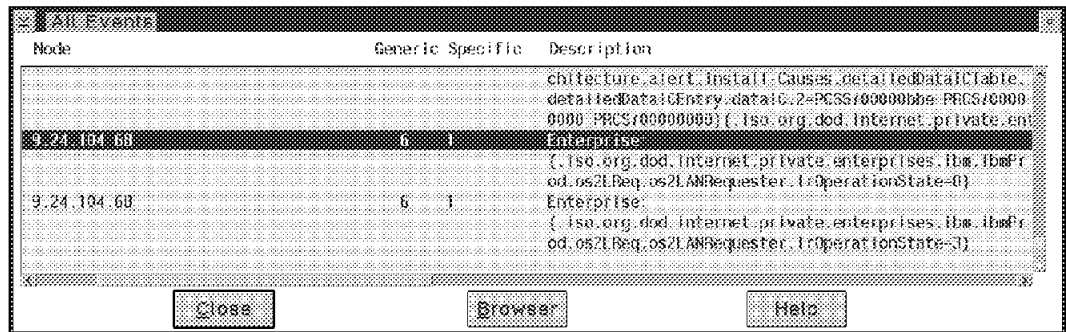 All Events
Node Generic Specific Description
chitecture.alert.install-Causes.detailedDataICTable.
detailedDataICEntry.dataIC.2=PCSS/00000bbe PRCS/0000
0000 PRCS/00000000}{.iso.org.dod.internet.private.ent
9.24.104.60 6 1 Enterprise:
{.iso.org.dod.internet.private.enterprises.ibm.ibmPr
od.os2LReq.os2LANRequester.lrOperationState=0}
9.24.104.60 6 1 Enterprise:
{.iso.org.dod.internet.private.enterprises.ibm.ibmPr
od.os2LReq.os2LANRequester.lrOperationState=3}
Close Browser Help